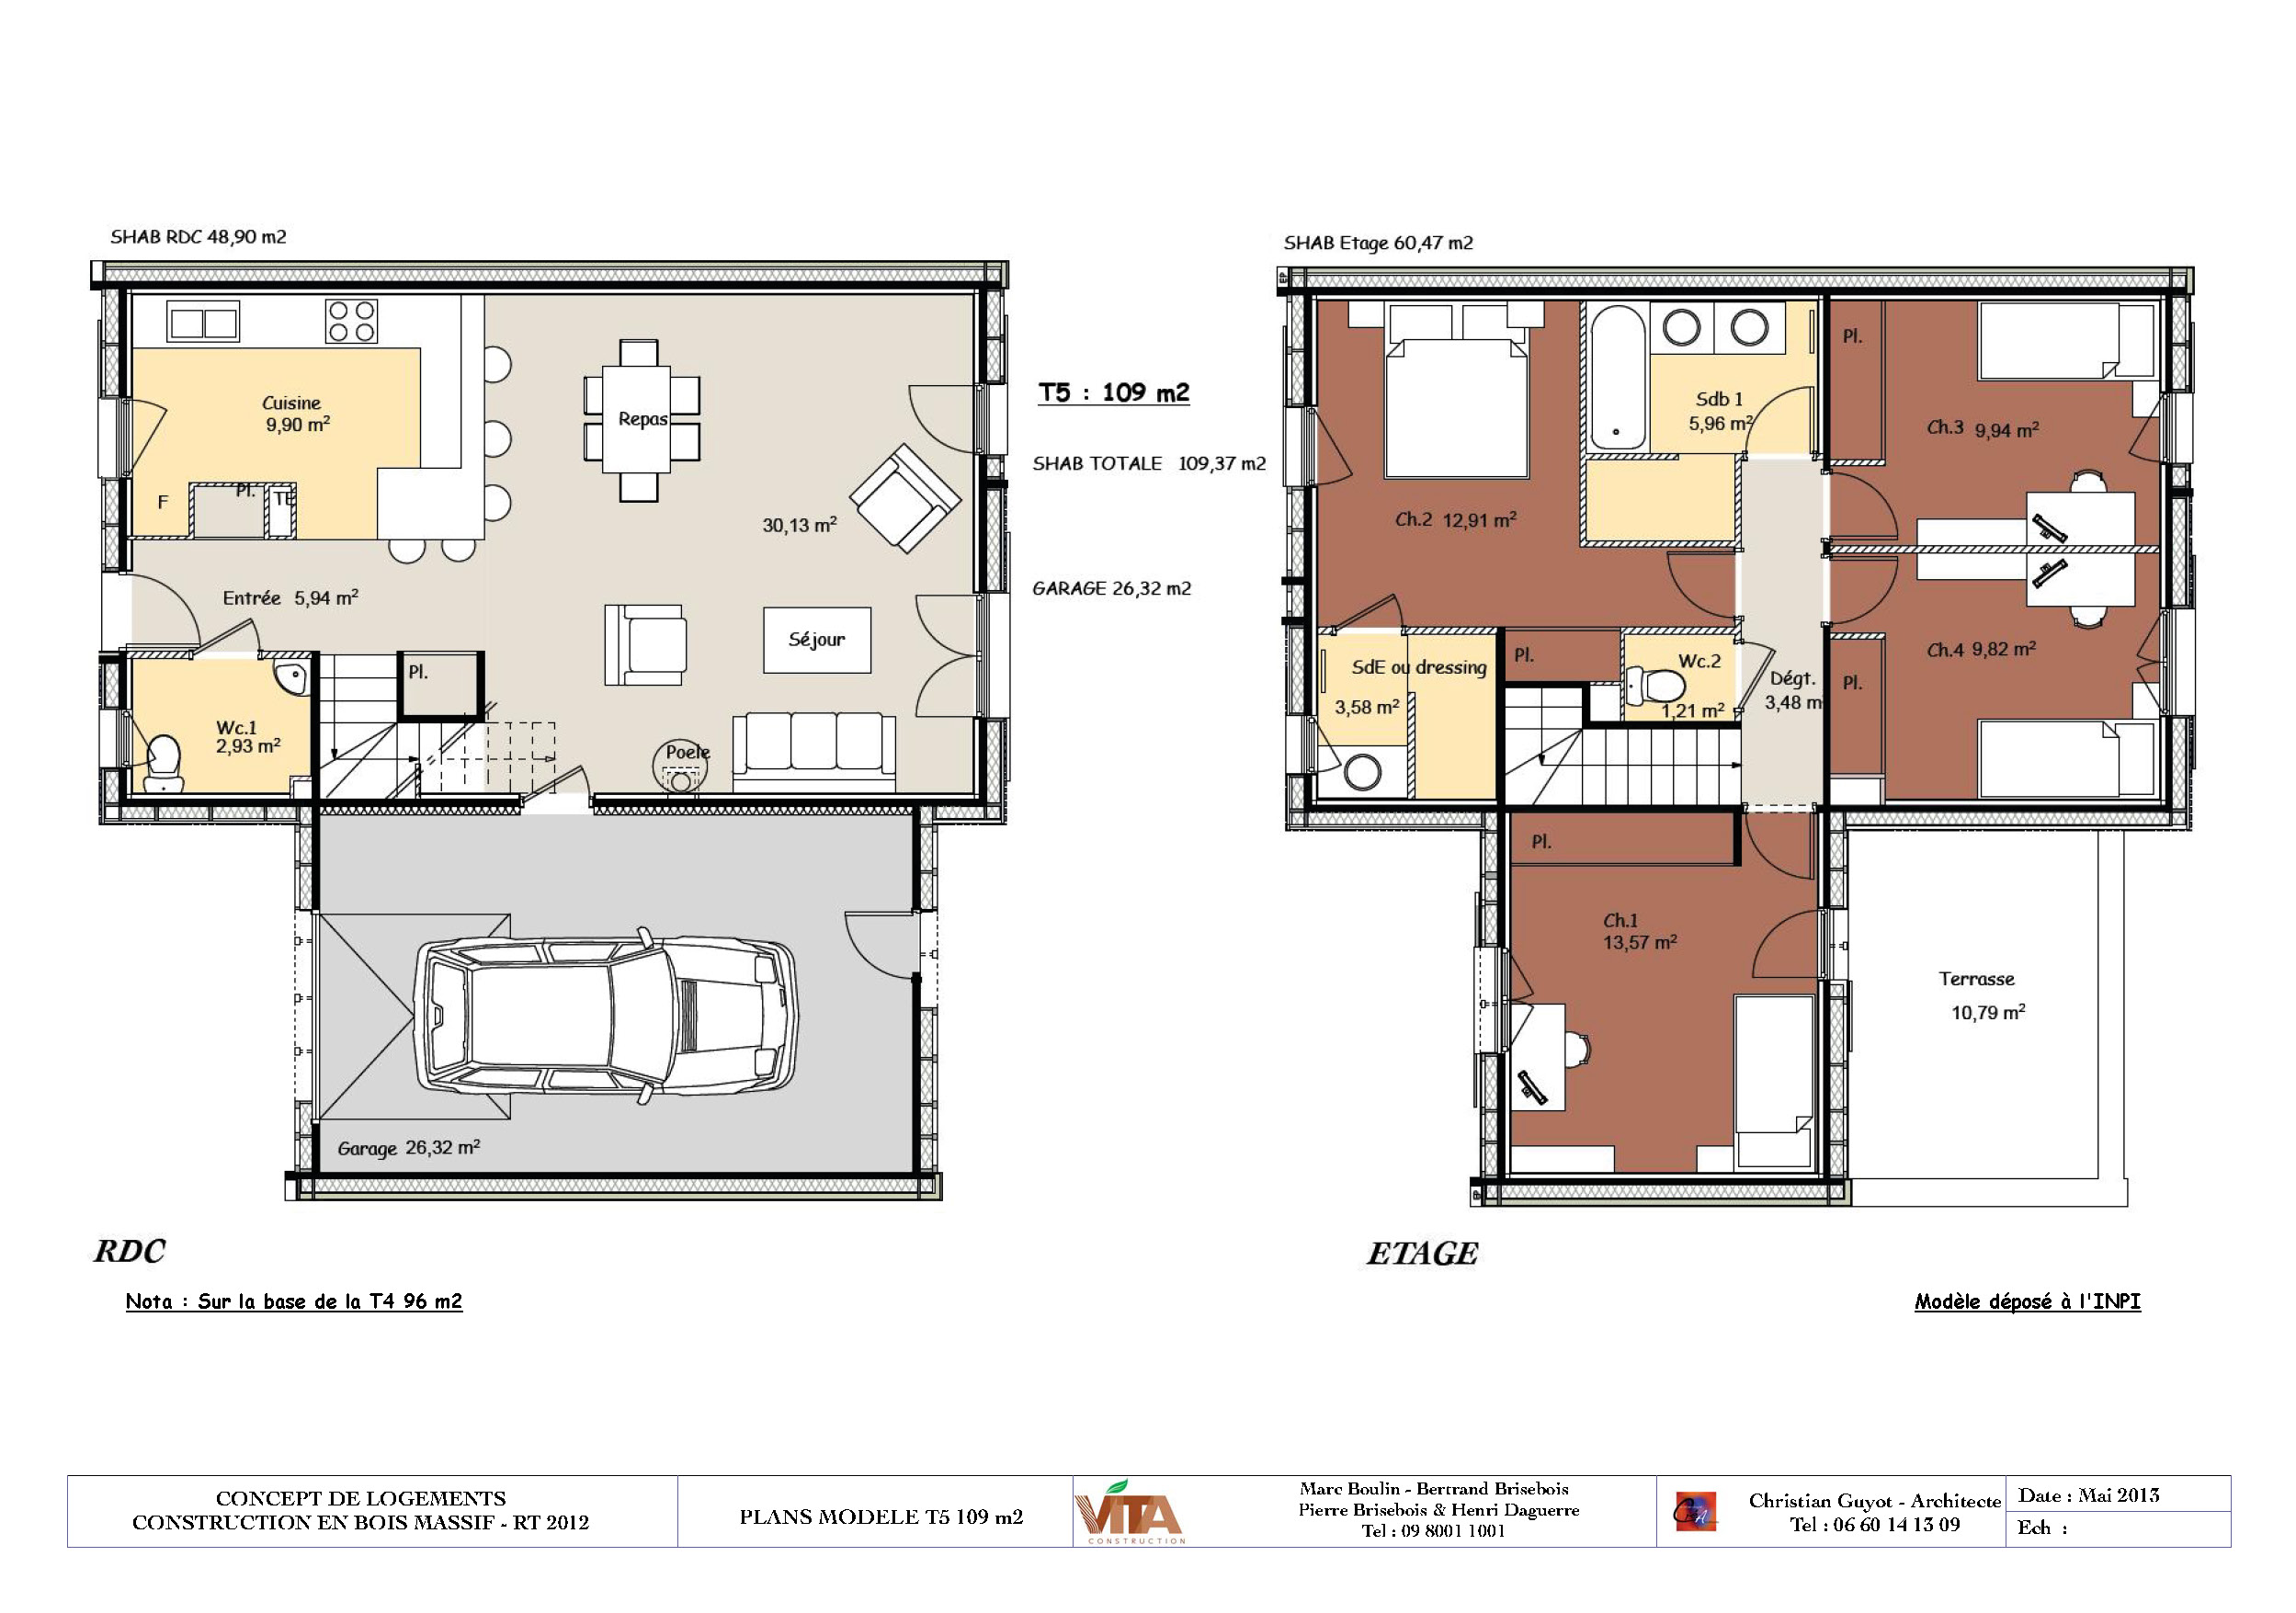 SHAB RDC 48,90 m2
Cuisine
9,90 m²
F
Pl.
Repas
30,13 m²
Entrée 5,94 m²
Séjour
Pl.
Wc.1
2,93 m²
Poele
Garage 26,32 m²
RDC
Nota : Sur la base de la T4 96 m2
T5 : 109 m2
SHAB TOTALE 109,37 m2
GARAGE 26,32 m2
SHAB Etage 60,47 m2
EP
Sdb 1
5,96 m²
Pl.
Ch.3 9,94 m²
Ch.2 12,91 m²
SdE ou dressing
3,58 m²
Pl.
Wc.2
1,21 m²
Dégt.
3,48 m
Pl.
Ch.4 9,82 m²
Pl.
Ch.1
13,57 m²
Terrasse
10,79 m²
ETAGE
Modèle déposé à l'INPI
CONCEPT DE LOGEMENTS
CONSTRUCTION EN BOIS MASSIF - RT 2012
PLANS MODELE T5 109 m2
VITA
CONSTRUCTION
Marc Boulin - Bertrand Brisebois
Pierre Brisebois & Henri Daguerre
Tel : 09 8001 1001
Christian Guyot - Architecte
Tel : 06 60 14 13 09
Date : Mai 2013
Ech :